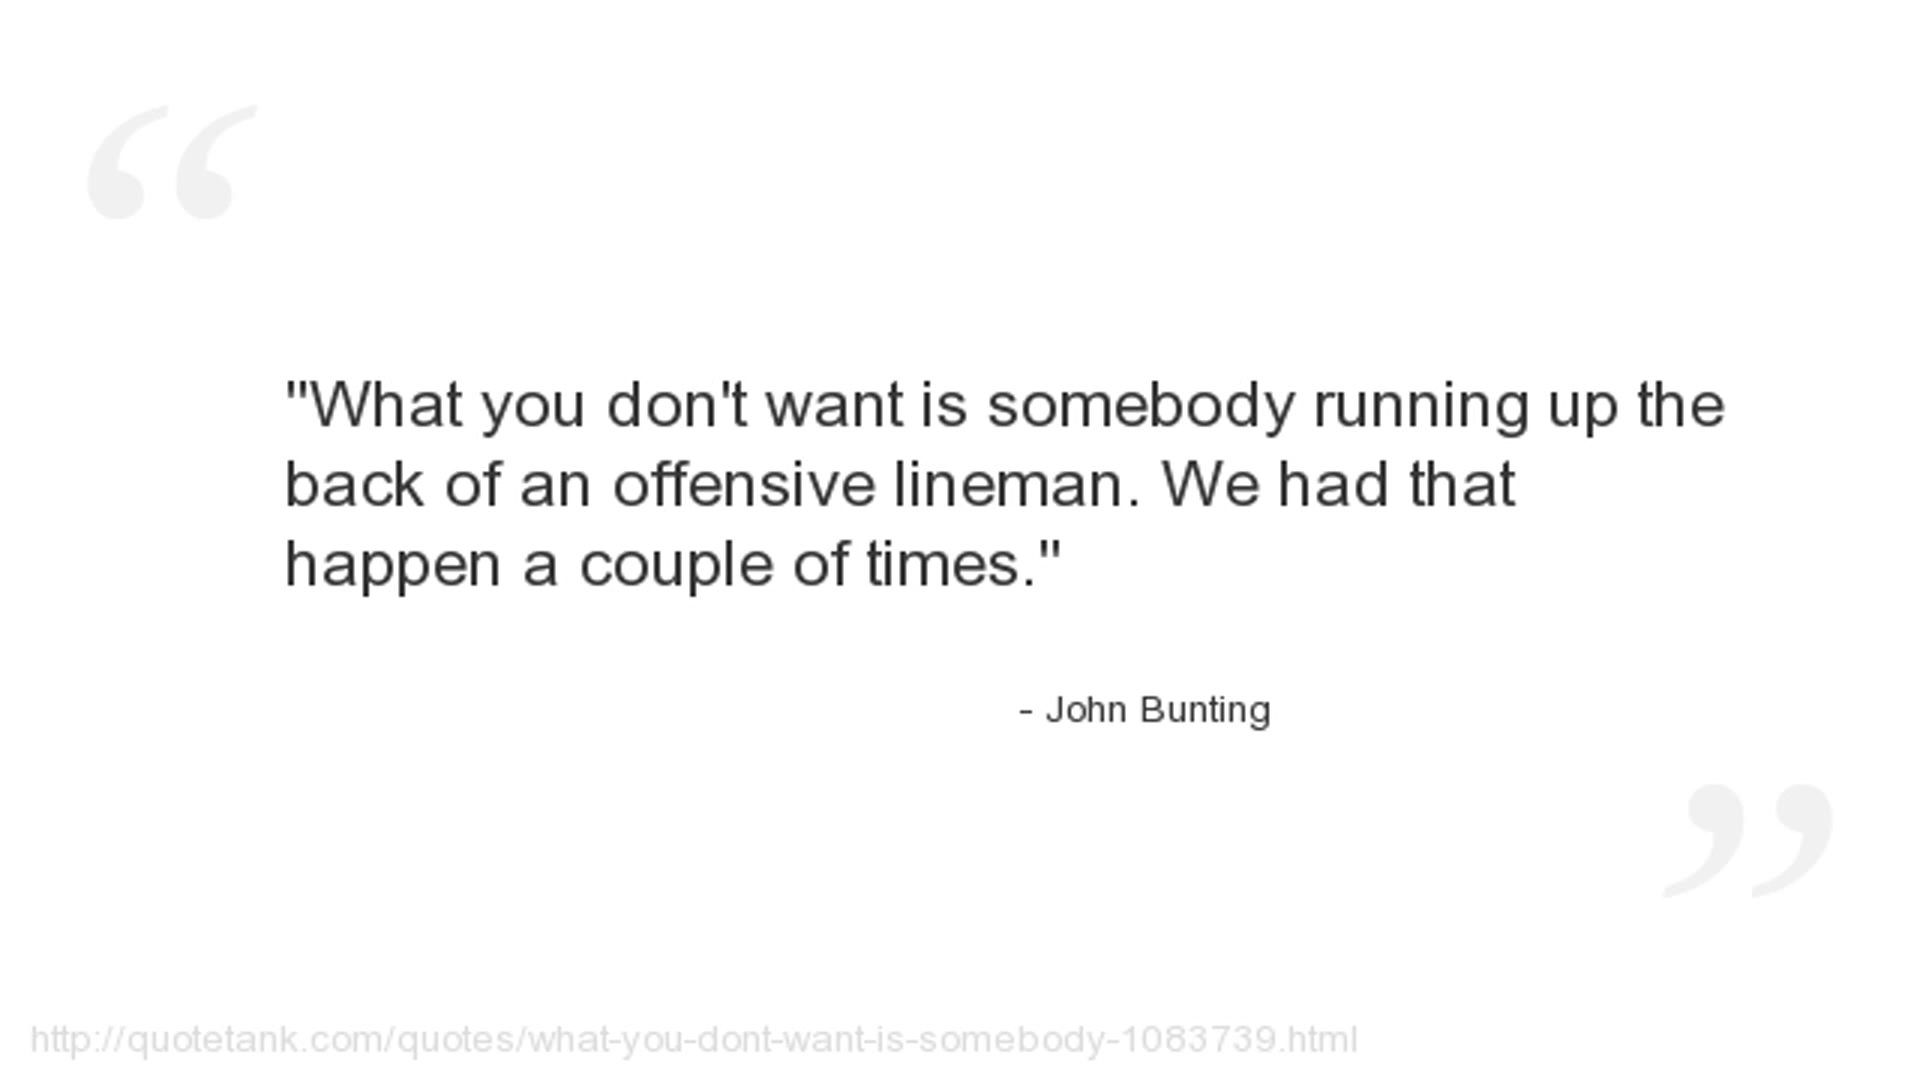 "What you don't want is somebody running up the
back of an offensive lineman. We had that
happen a couple of times."
- John Bunting
http://quotetank.com/quotes/what-you-dont-want-is-somebody-1083739.html